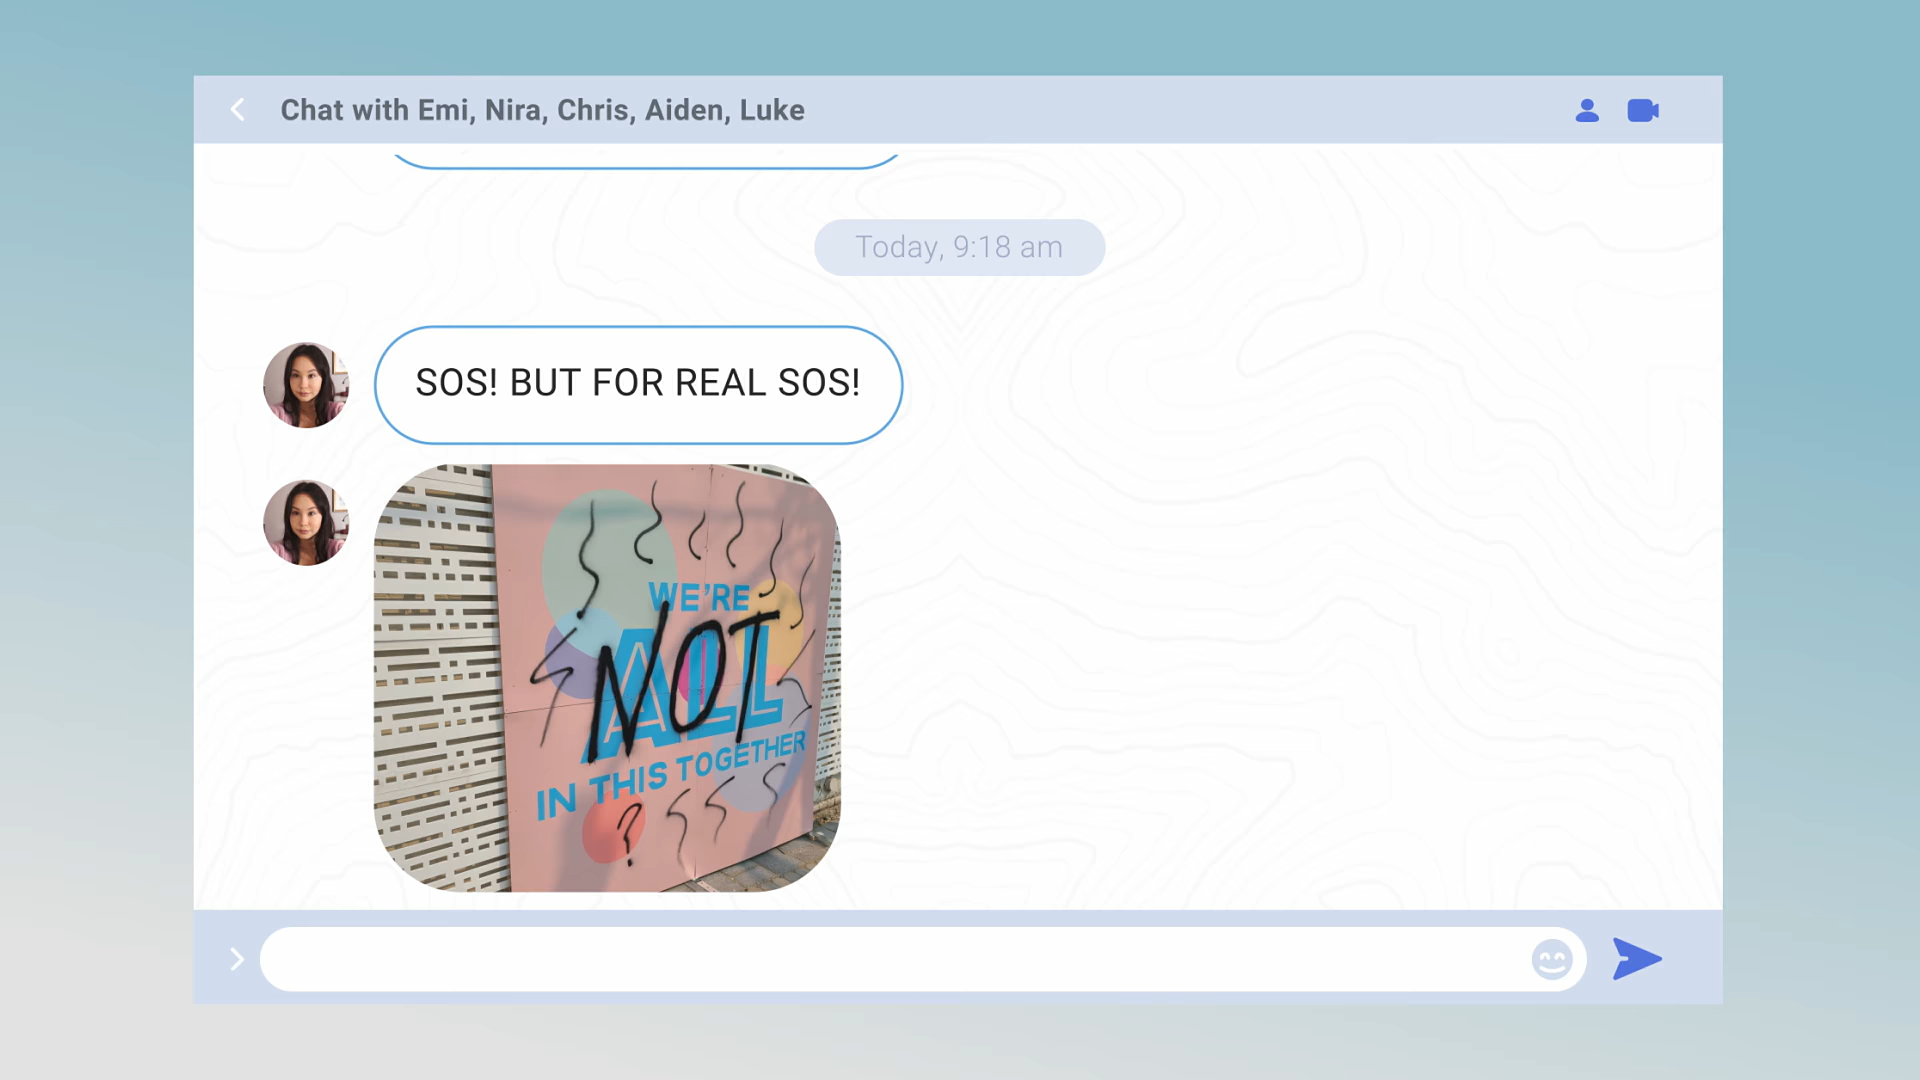 Chat with Emi, Nira, Chris, Aiden, Luke
Today, 9:18 am
SOS! BUT FOR REAL SOS!
WE'RE
ALL
NOT
IN THIS TOGETHER
?